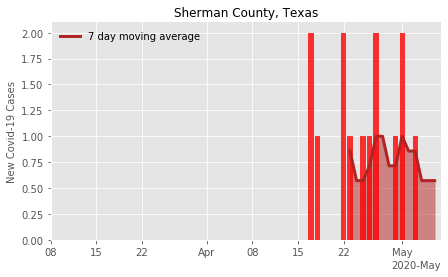 Sherman County, Texas
7 day moving average
New Covid-19 Cases
2.00
1.75
1.50
1.25
1.00
0.75
0.50
0.25
0.00
08 15 22 Apr 08 15 22 May
2020-May